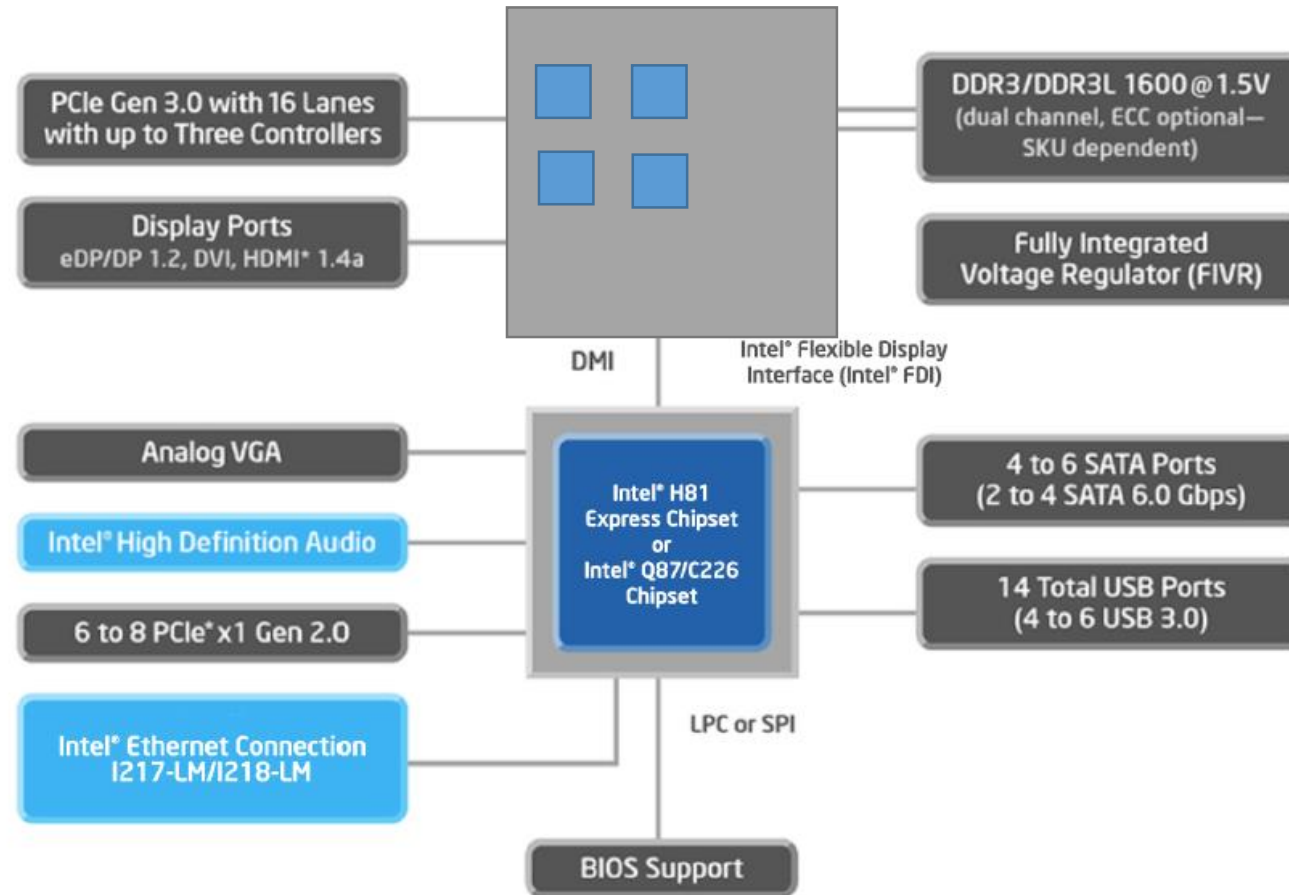 PCIe Gen 3.0 with 16 Lanes
with up to Three Controllers
DDR3/DDR3L 1600@1.5V
(dual channel, ECC optional—
SKU dependent)
Display Ports
eDP/DP 1.2, DVI, HDMI* 1.4a
Fully Integrated
Voltage Regulator (FIVR)
DMI
Intel® Flexible Display
Interface (Intel® FDI)
Analog VGA
Intel® High Definition Audio
6 to 8 PCIe* x1 Gen 2.0
Intel® Ethernet Connection
I217-LM/I218-LM
Intel® H81
Express Chipset
or
Intel® Q87/C226
Chipset
4 to 6 SATA Ports
(2 to 4 SATA 6.0 Gbps)
14 Total USB Ports
(4 to 6 USB 3.0)
LPC or SPI
BIOS Support